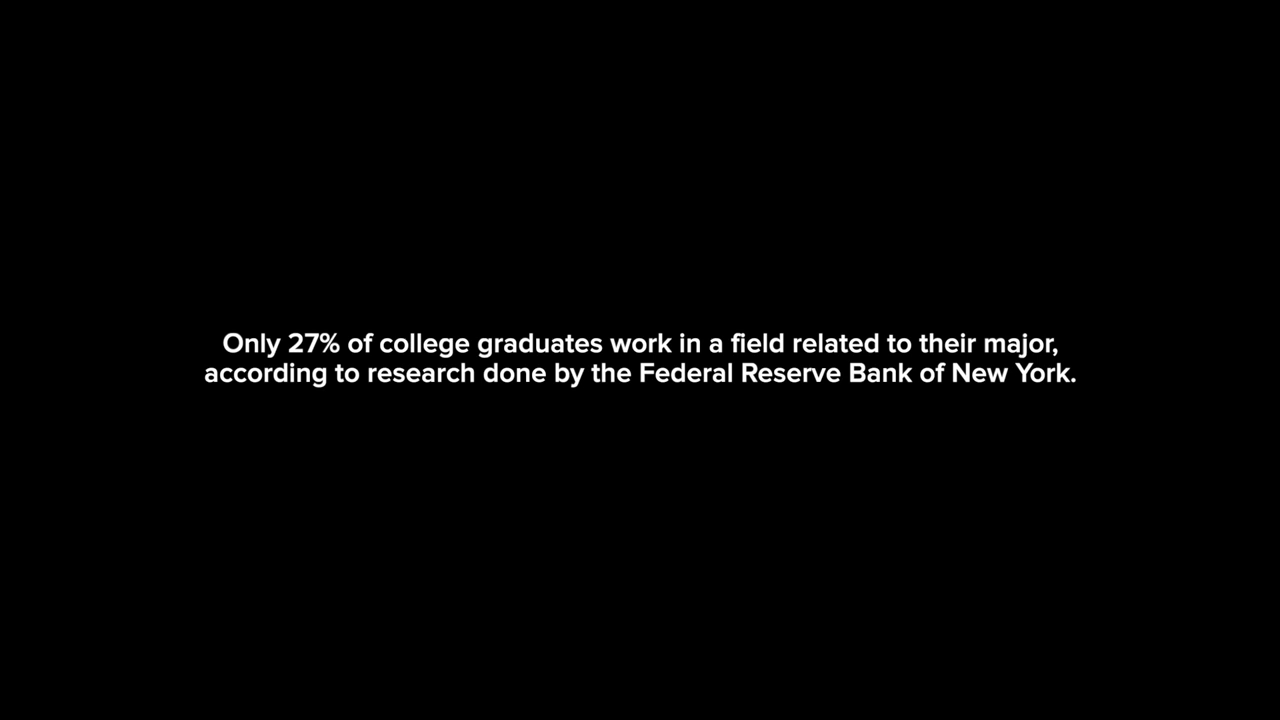 Only 27% of college graduates work in a field related to their major,
according to research done by the Federal Reserve Bank of New York.